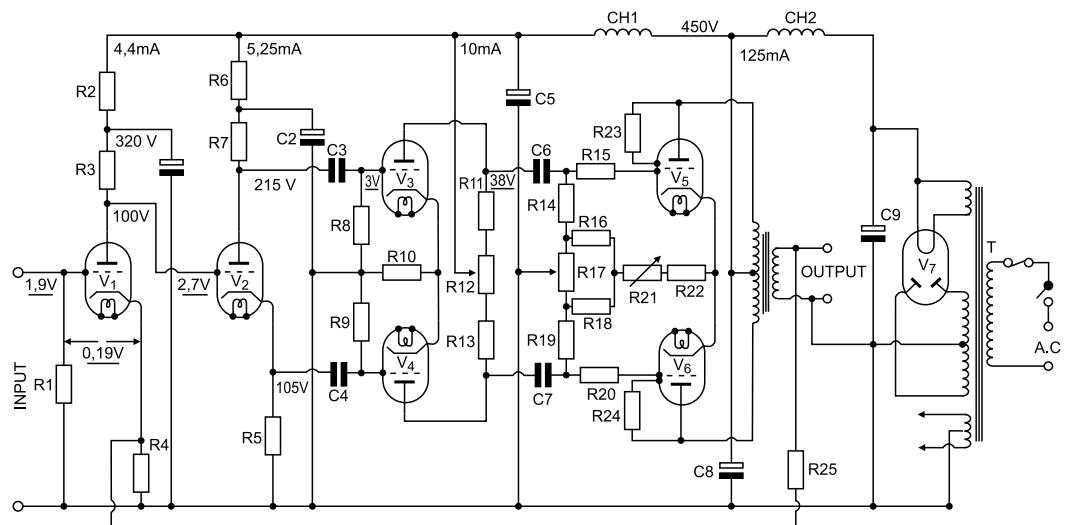 CH1
450V
CH2
4,4mA
5,25mA
10mA
125mA
R2
R6
C5
320 V
R3
R7
C2
C3
R23
V5
C6
R15
3V
V3
R11
38V
215 V
100V
R14
R8
R16
C9
T
R10
V1
V2
R17
OUTPUT
V7
1,9V
2,7V
R12
R21
R22
R18
R9
R13
R19
A.C
0,19V
V4
V6
R1
105V
C4
C7
R20
R24
INPUT
R4
R5
C8
R25